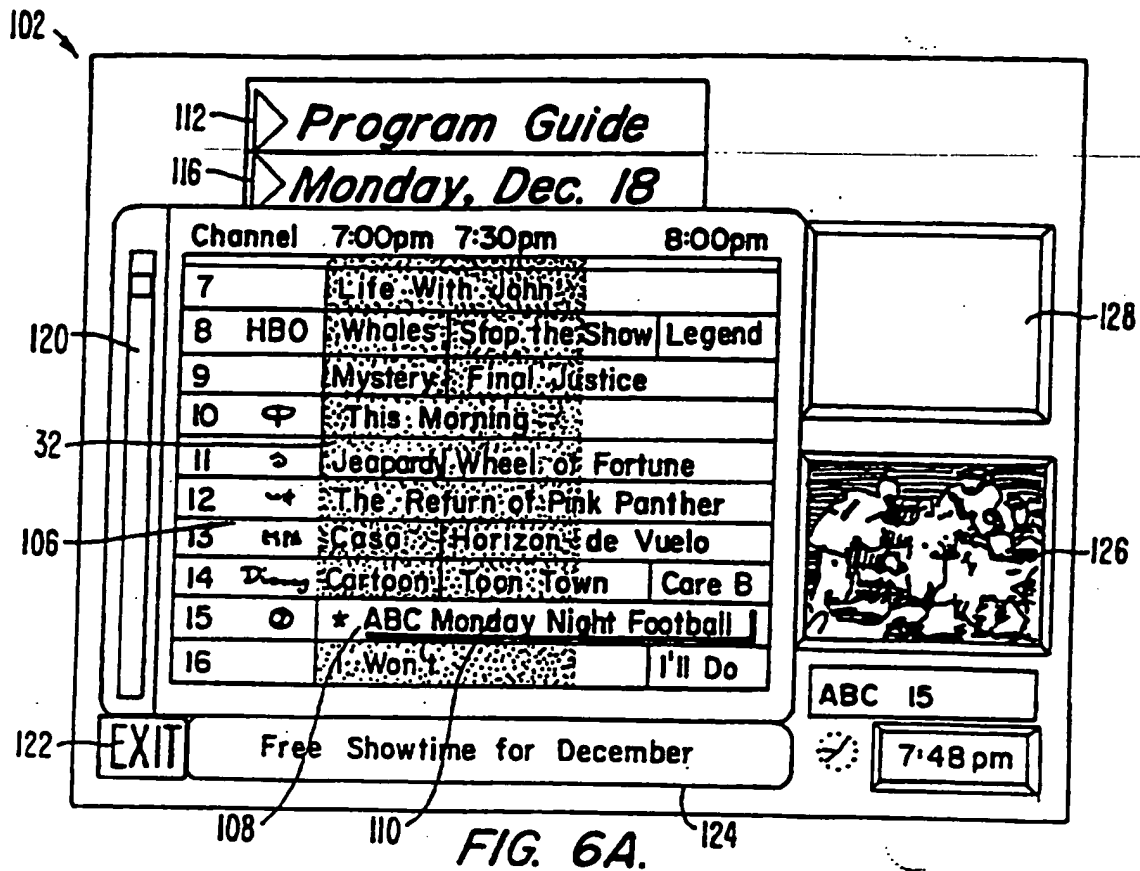 102
112 Program Guide
116 Monday, Dec. 18
Channel 7:00pm 7:30pm 8:00pm
7 Life With John
8 HBO Whales Stop the Show Legend
120
128
9 Mystery Final Justice
10 This Morning
32
11 Jeapardy Wheel of Fortune
12 The Return of Pink Panther
106
13 Casa Horizon de Vuelo
126
14 Disney Cartoon Toon Town Care B
15 * ABC Monday Night Football
16 I Won't I'll Do
ABC 15
122 EXIT Free Showtime for December 7:48 pm
108 110 124
FIG. 6A.